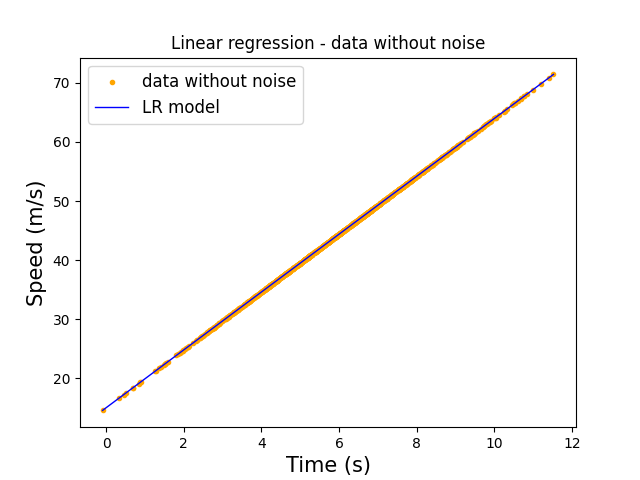 Linear regression - data without noise
data without noise
LR model
70
60
50
40
30
20
Speed (m/s)
0 2 4 6 8 10 12
Time (s)